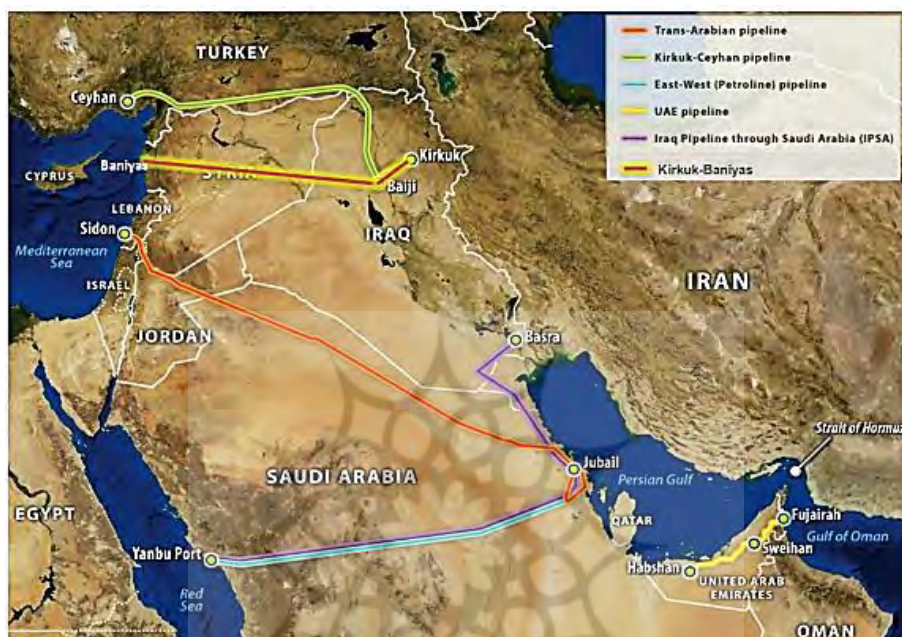 TURKEY
Ceyhan
CYPRUS
Baniyas
SYRIA
Kirkuk
Baiji
LEBANON
Sidon
Mediterranean
Sea
ISRAEL
IRAQ
IRAN
JORDAN
Basra
Strait of Hormuz
SAUDI ARABIA
Jubail
Persian Gulf
EGYPT
QATAR
Fujairah
Gulf of Oman
Yanbu Port
Sweihan
Habshan
UNITED ARAB
EMIRATES
Red
Sea
OMAN
Trans-Arabian pipeline
Kirkuk-Ceyhan pipeline
East-West (Petroline) pipeline
UAE pipeline
Iraq Pipeline through Saudi Arabia (IPSA)
Kirkuk-Baniyas